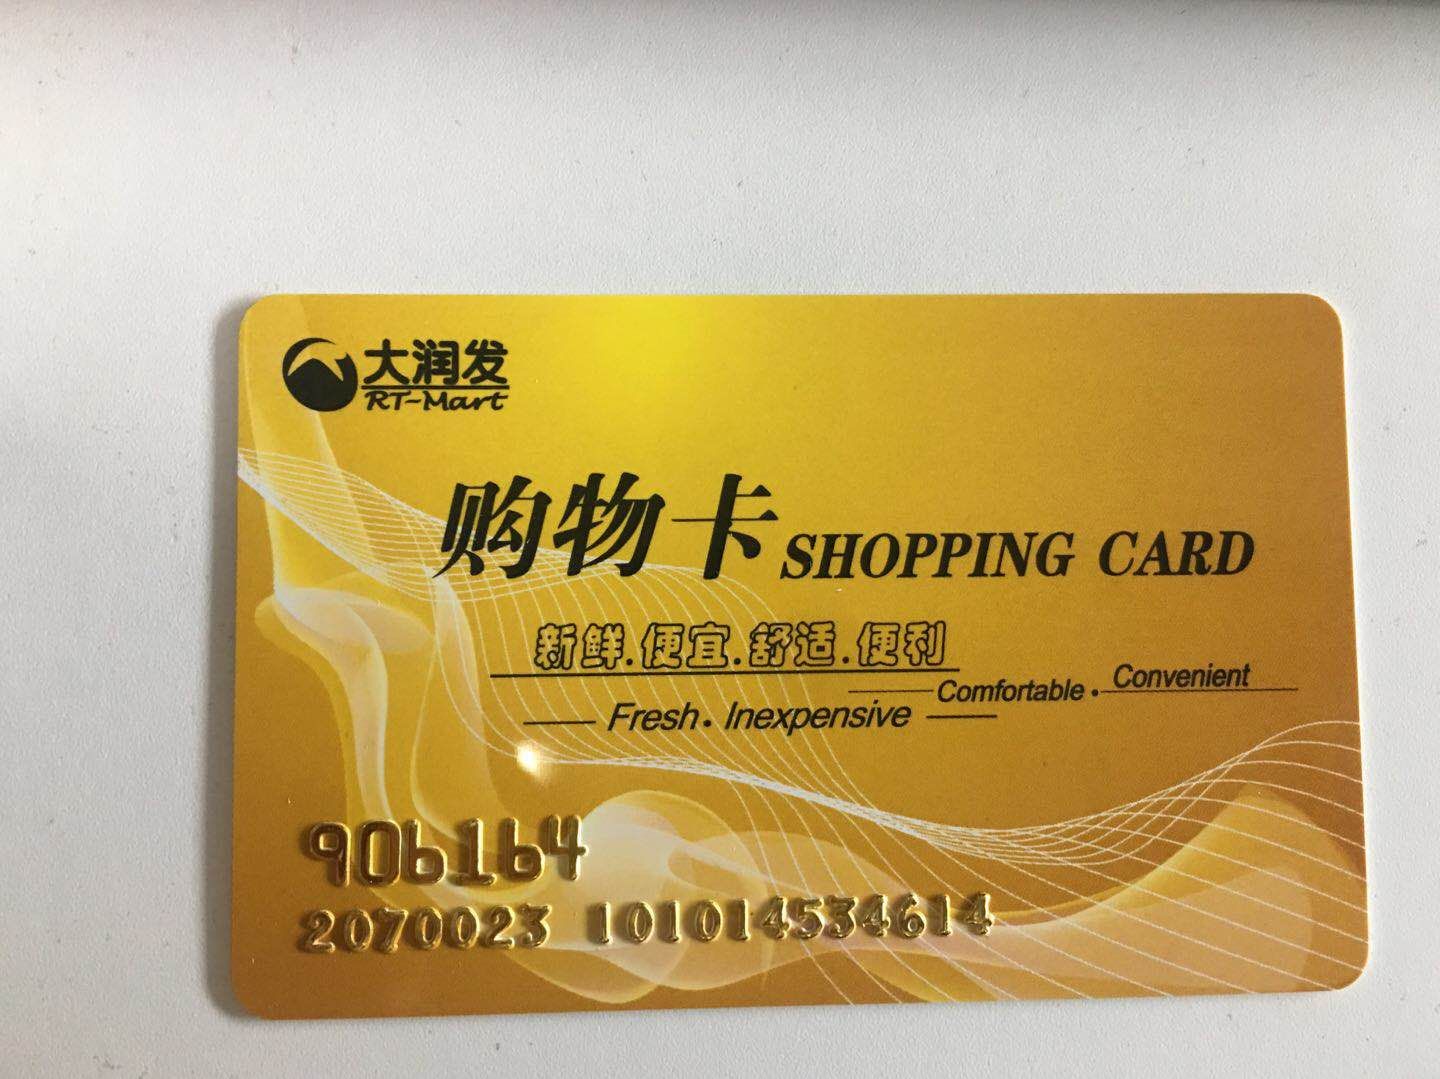 大润发
RT-Mart
购物卡 SHOPPING CARD
新鲜.便宜.舒适.便利
Fresh. Inexpensive Comfortable. Convenient
906164
2070023 101014534614